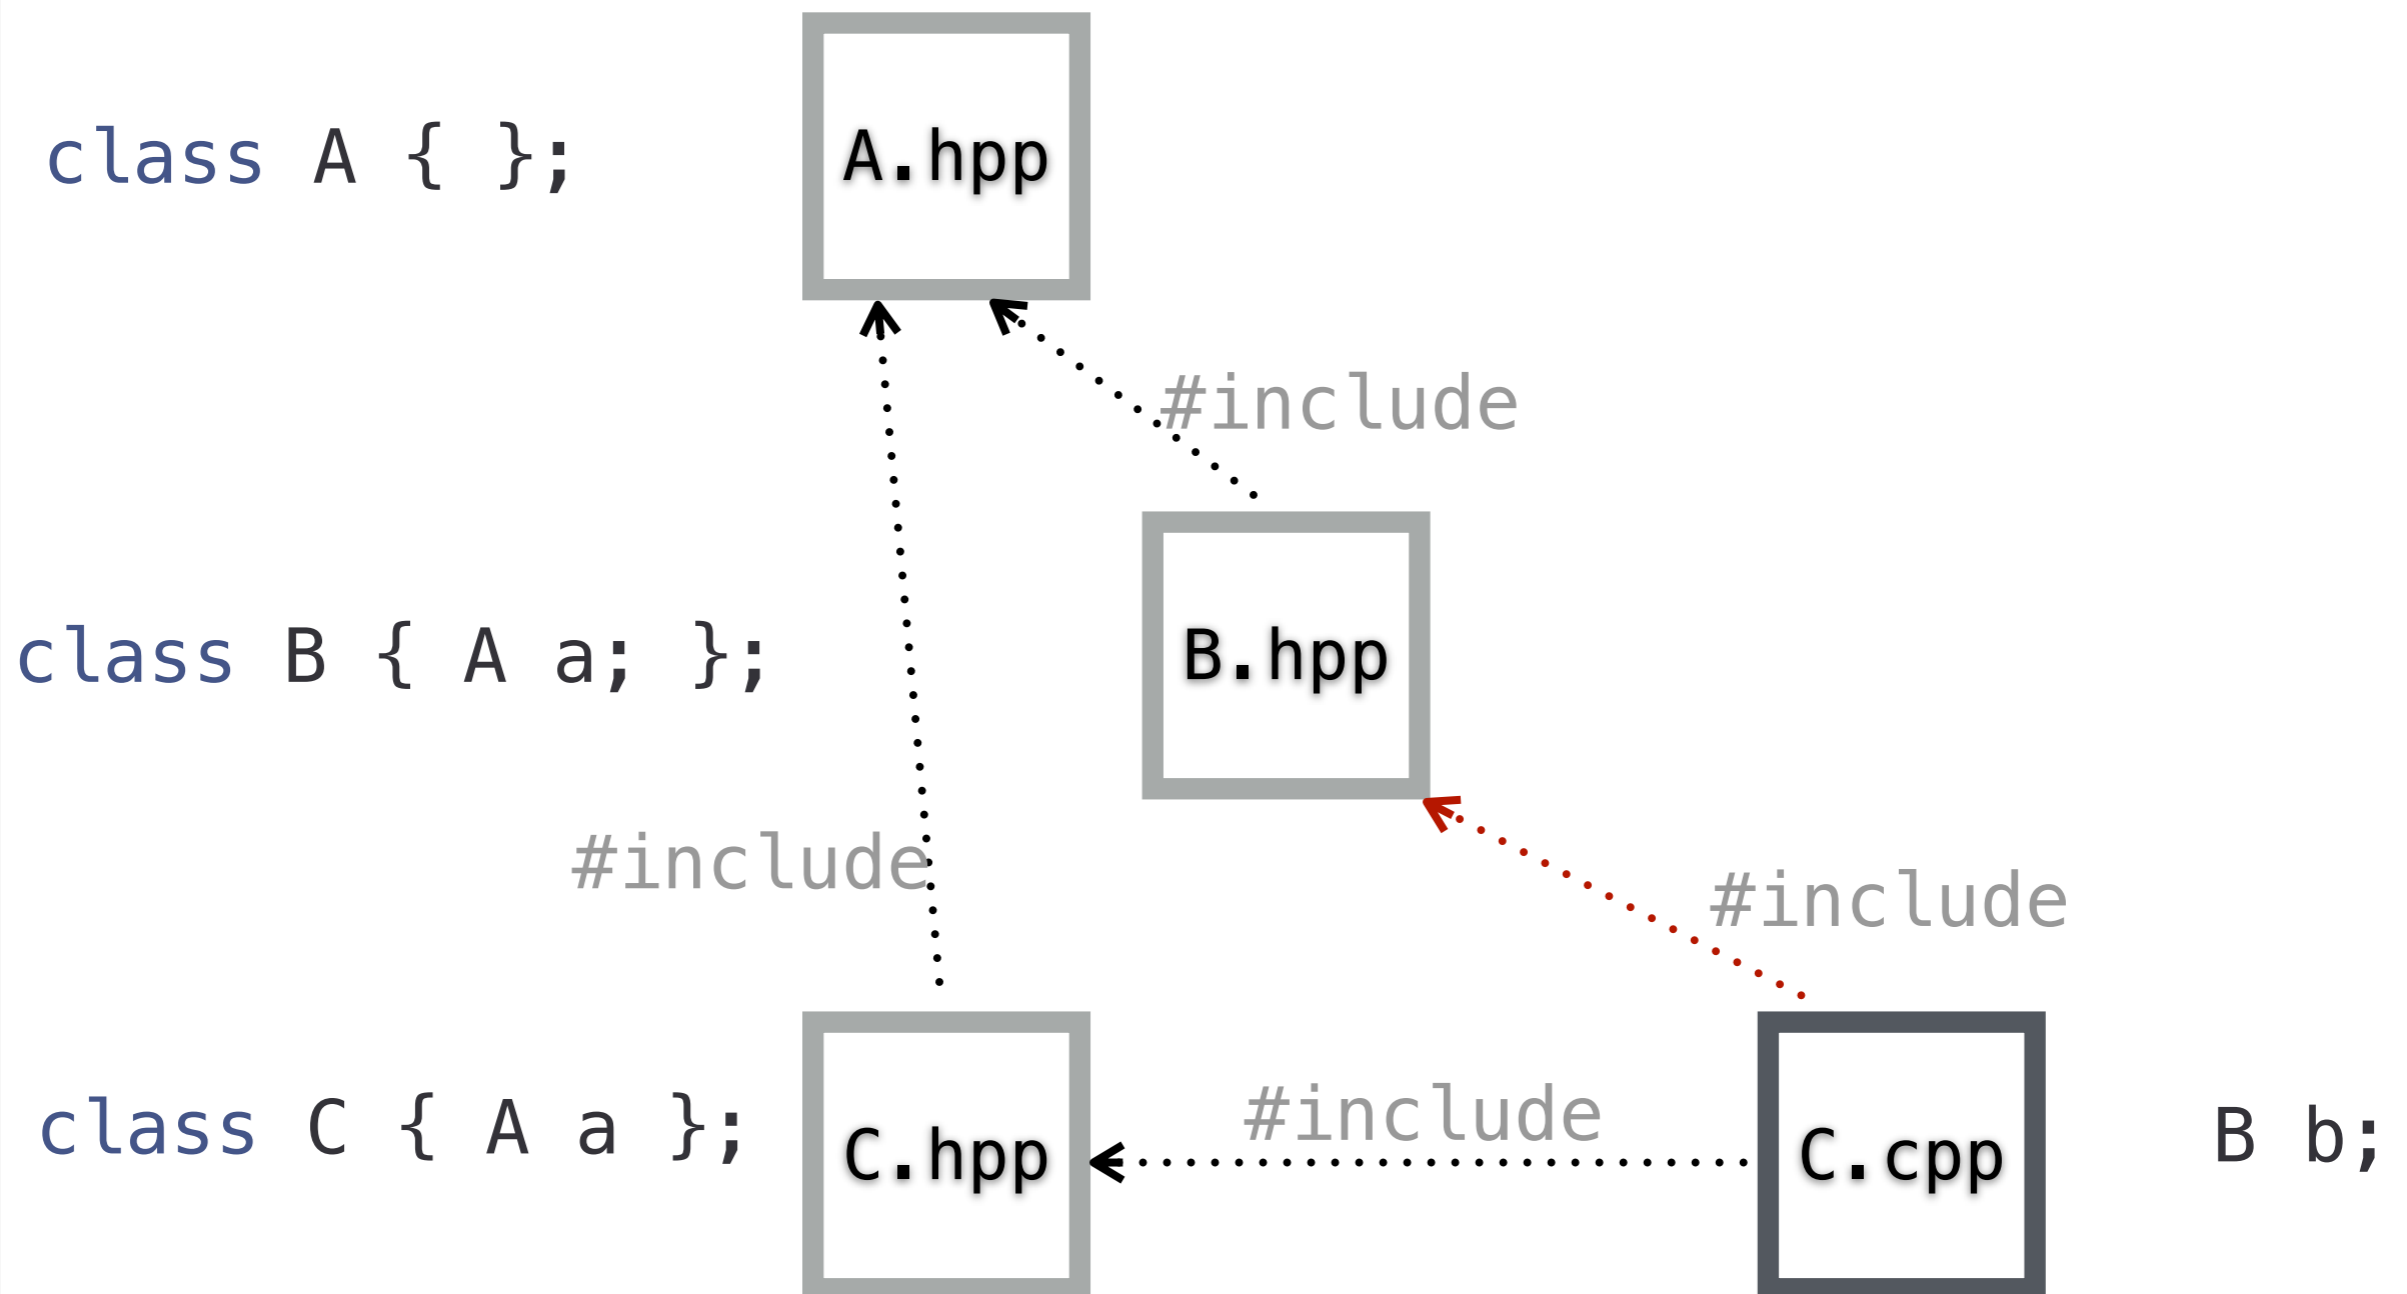 class A { };
A.hpp
#include
class B { A a; };
B.hpp
#include
#include
class C { A a };
C.hpp
#include
C.cpp
B b;